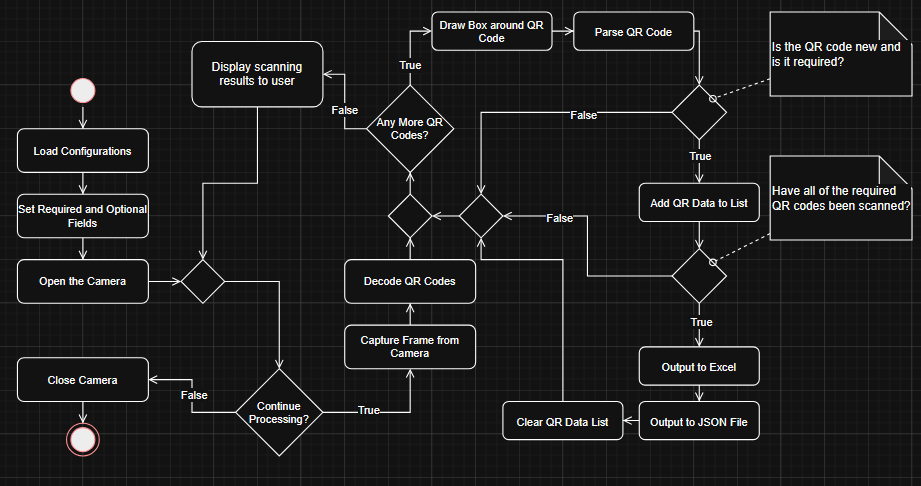 Draw Box around QR
Code
Parse QR Code
Is the QR code new and
is it required?
Display scanning
results to user
True
False
Any More QR
Codes?
False
True
Load Configurations
Set Required and Optional
Fields
Add QR Data to List
Have all of the required
QR codes been scanned?
False
Open the Camera
Decode QR Codes
True
Capture Frame from
Camera
Output to Excel
Close Camera
False
Continue
Processing?
True
Clear QR Data List
Output to JSON File